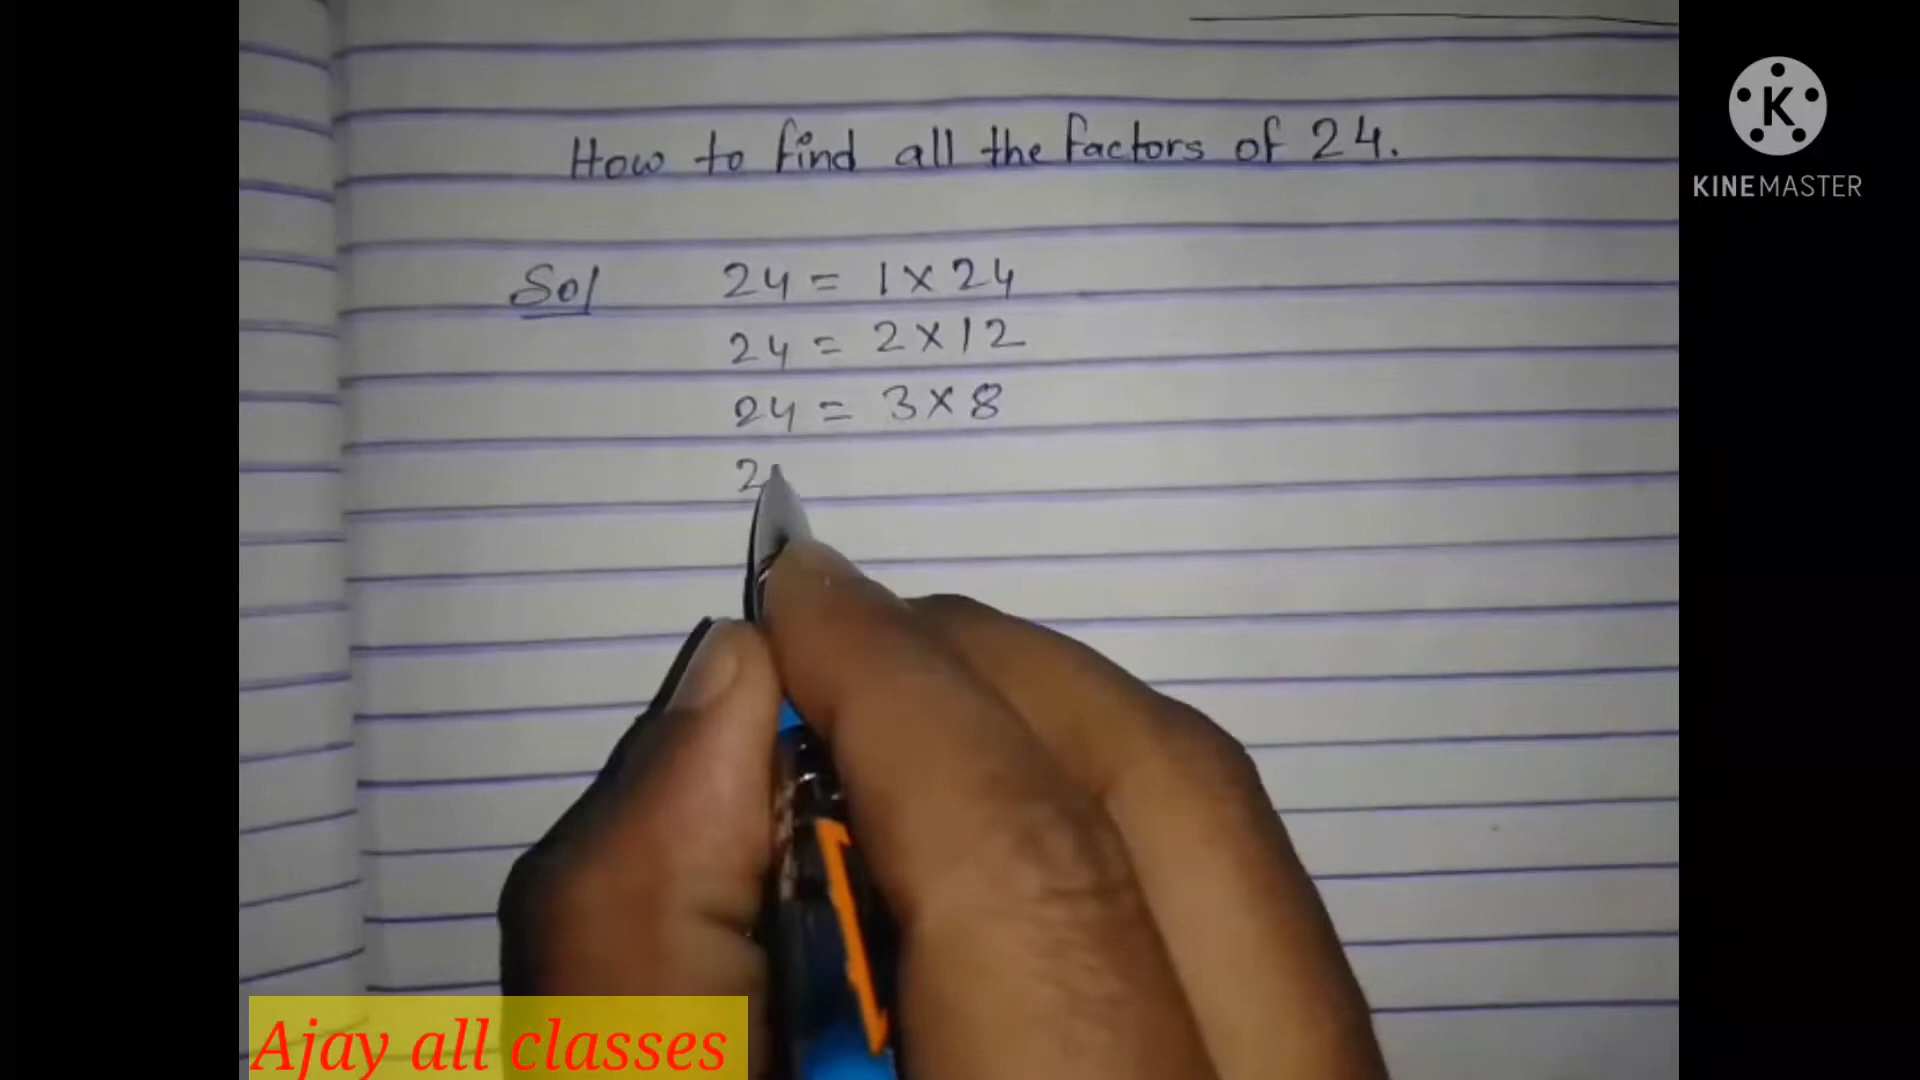 How to find all the factors of 24.
Sol 24 = 1 × 24
24 = 2 × 12
24 = 3 × 8
2
K
KINEMASTER
Ajay all classes